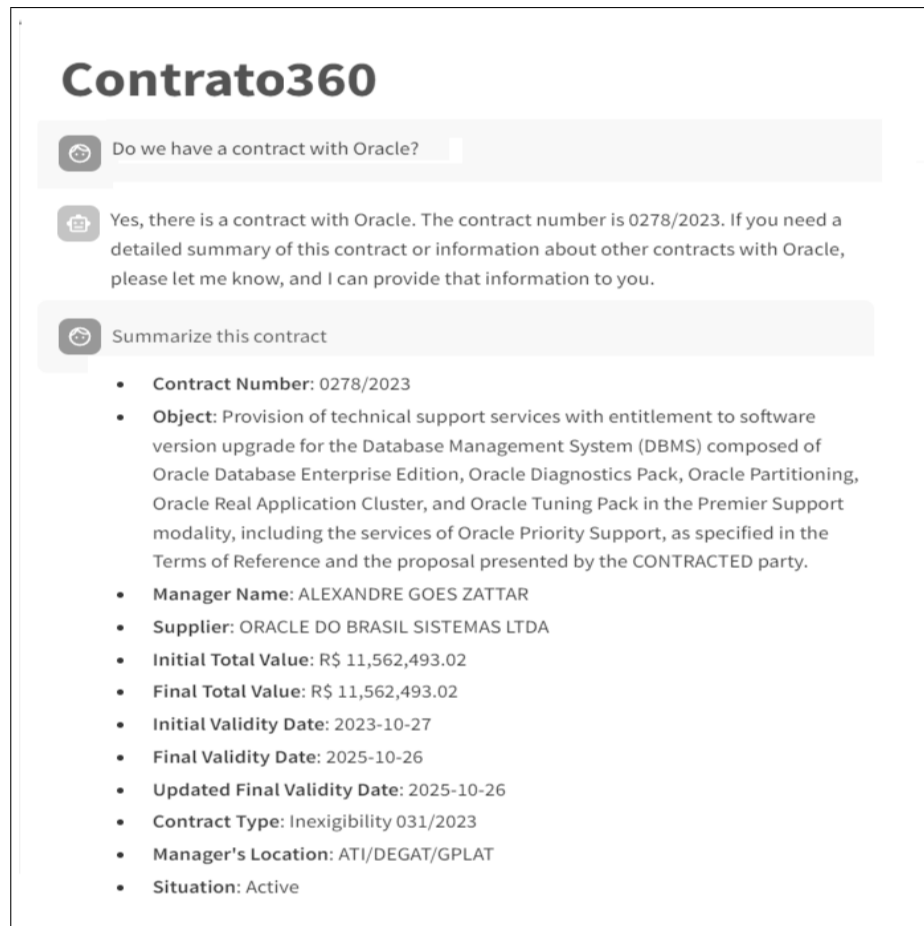 Contrato360
Do we have a contract with Oracle?
Yes, there is a contract with Oracle. The contract number is 0278/2023. If you need a
detailed summary of this contract or information about other contracts with Oracle,
please let me know, and I can provide that information to you.
Summarize this contract
• Contract Number: 0278/2023
• Object: Provision of technical support services with entitlement to software
version upgrade for the Database Management System (DBMS) composed of
Oracle Database Enterprise Edition, Oracle Diagnostics Pack, Oracle Partitioning,
Oracle Real Application Cluster, and Oracle Tuning Pack in the Premier Support
modality, including the services of Oracle Priority Support, as specified in the
Terms of Reference and the proposal presented by the CONTRACTED party.
• Manager Name: ALEXANDRE GOES ZATTAR
• Supplier: ORACLE DO BRASIL SISTEMAS LTDA
• Initial Total Value: R$ 11,562,493.02
• Final Total Value: R$ 11,562,493.02
• Initial Validity Date: 2023-10-27
• Final Validity Date: 2025-10-26
• Updated Final Validity Date: 2025-10-26
• Contract Type: Inexigibility 031/2023
• Manager's Location: ATI/DEGAT/GPLAT
• Situation: Active